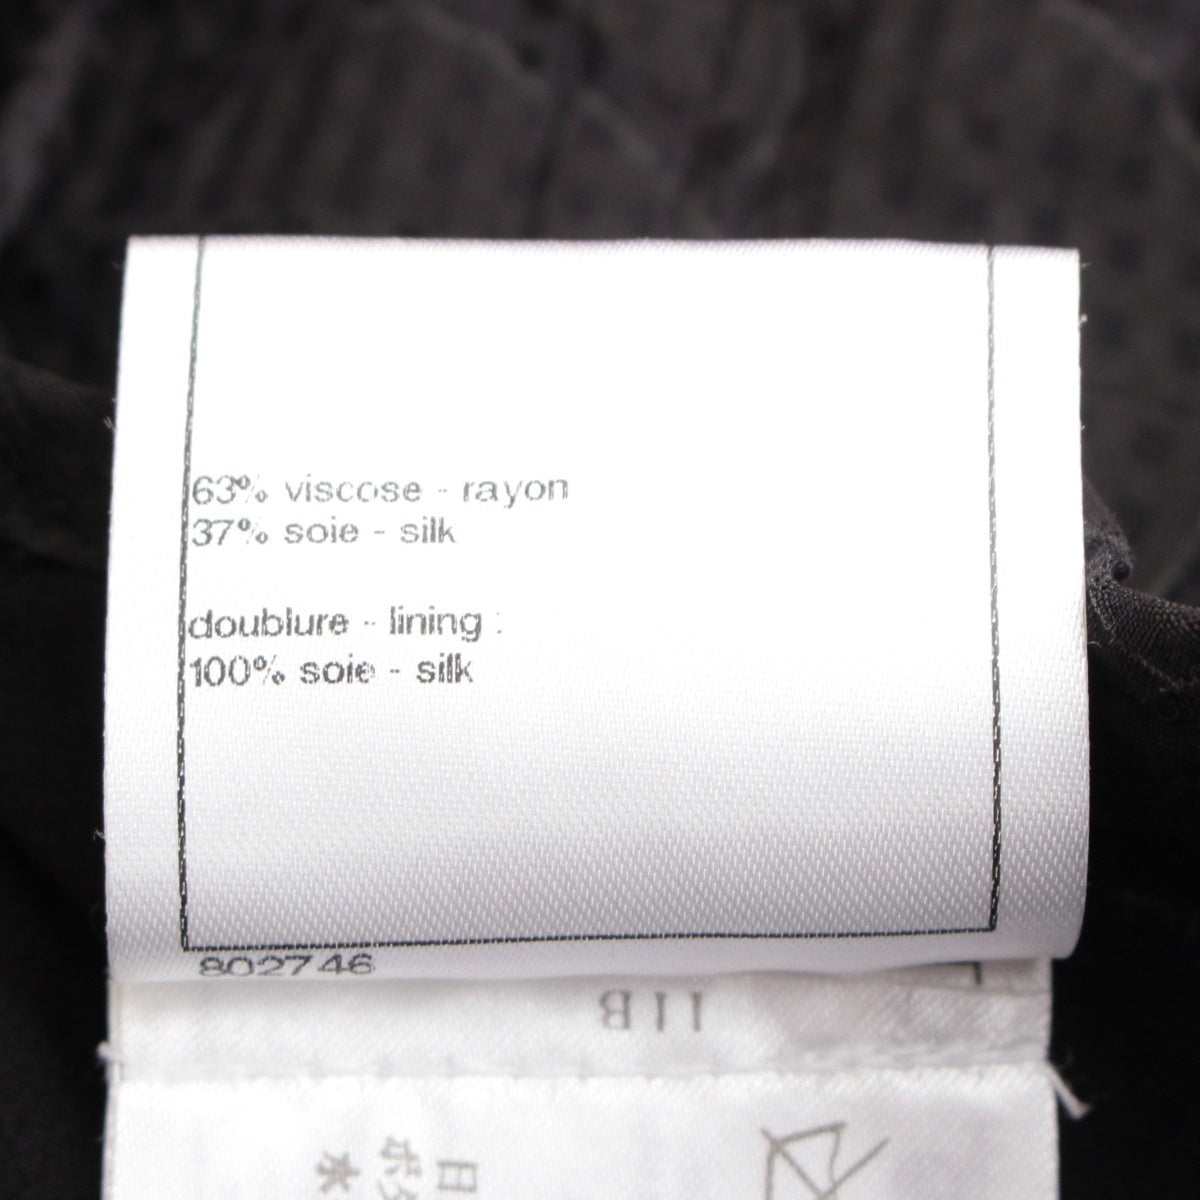 63% viscose - rayon
37% soie - silk
doublure - lining :
100% soie - silk
802746
11B